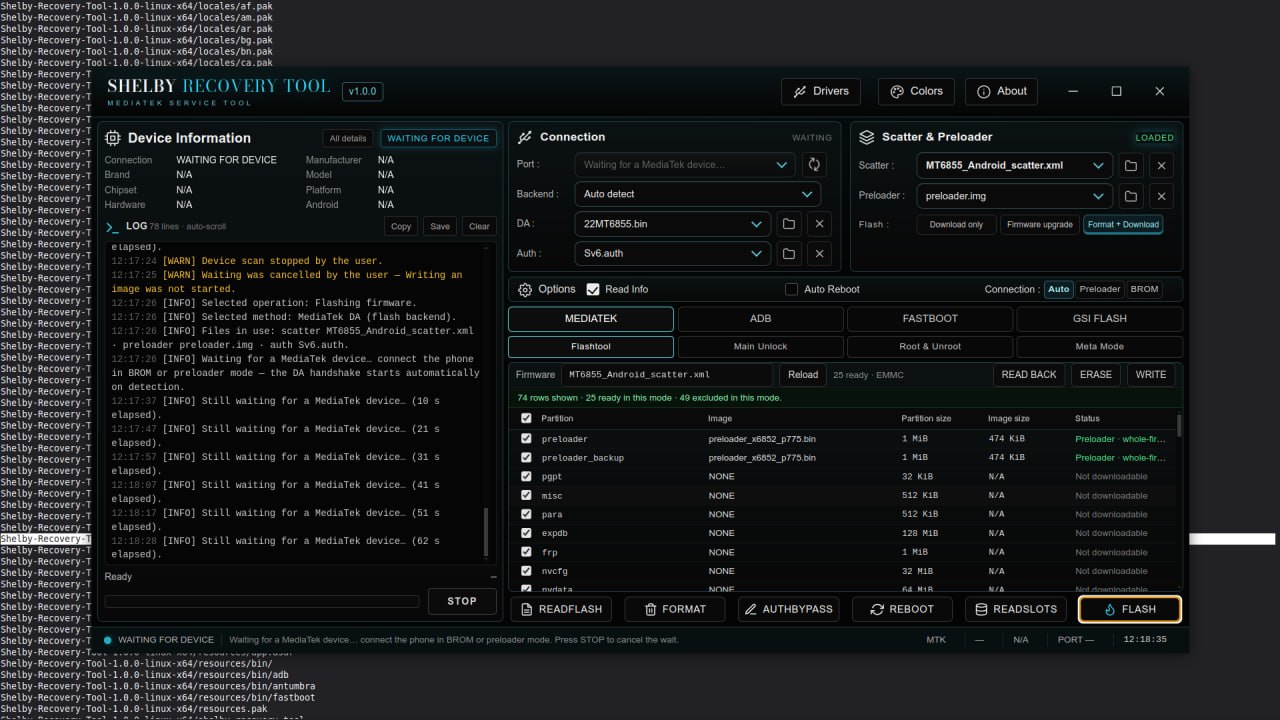 Shelby-Recovery-Tool-1.0.0-linux-x64/locales/af.pak
Shelby-Recovery-Tool-1.0.0-linux-x64/locales/am.pak
Shelby-Recovery-Tool-1.0.0-linux-x64/locales/ar.pak
Shelby-Recovery-Tool-1.0.0-linux-x64/locales/bg.pak
Shelby-Recovery-Tool-1.0.0-linux-x64/locales/bn.pak
Shelby-Recovery-Tool-1.0.0-linux-x64/locales/ca.pak
SHELBY RECOVERY TOOL v1.0.0
MEDIATEK SERVICE TOOL
Drivers Colors About
Device Information All details WAITING FOR DEVICE
Connection WAITING FOR DEVICE Manufacturer N/A
Brand N/A Model N/A
Chipset N/A Platform N/A
Hardware N/A Android N/A
LOG 78 lines · auto-scroll Copy Save Clear
elapsed).
12:17:24 [WARN] Device scan stopped by the user.
12:17:25 [WARN] Waiting was cancelled by the user — Writing an
image was not started.
12:17:26 [INFO] Selected operation: Flashing firmware.
12:17:26 [INFO] Selected method: MediaTek DA (flash backend).
12:17:26 [INFO] Files in use: scatter MT6855_Android_scatter.xml
· preloader preloader.img · auth Sv6.auth.
12:17:26 [INFO] Waiting for a MediaTek device… connect the phone
in BROM or preloader mode — the DA handshake starts automatically
on detection.
12:17:37 [INFO] Still waiting for a MediaTek device… (10 s
elapsed).
12:17:47 [INFO] Still waiting for a MediaTek device… (21 s
elapsed).
12:17:57 [INFO] Still waiting for a MediaTek device… (31 s
elapsed).
12:18:07 [INFO] Still waiting for a MediaTek device… (41 s
elapsed).
12:18:17 [INFO] Still waiting for a MediaTek device… (51 s
elapsed).
12:18:28 [INFO] Still waiting for a MediaTek device… (62 s
elapsed).
Ready —
STOP
Connection WAITING
Port : Waiting for a MediaTek device…
Backend : Auto detect
DA : 22MT6855.bin
Auth : Sv6.auth
Scatter & Preloader LOADED
Scatter : MT6855_Android_scatter.xml
Preloader : preloader.img
Flash : Download only Firmware upgrade Format + Download
Options Read Info Auto Reboot Connection : Auto Preloader BROM
MEDIATEK ADB FASTBOOT GSI FLASH
Flashtool Main Unlock Root & Unroot Meta Mode
Firmware MT6855_Android_scatter.xml Reload 25 ready · EMMC READ BACK ERASE WRITE
74 rows shown · 25 ready in this mode · 49 excluded in this mode.
Partition Image Partition size Image size Status
preloader preloader_x6852_p775.bin 1 MiB 474 KiB Preloader · whole-fir…
preloader_backup preloader_x6852_p775.bin 1 MiB 474 KiB Preloader · whole-fir…
pgpt NONE 32 KiB N/A Not downloadable
misc NONE 512 KiB N/A Not downloadable
para NONE 512 KiB N/A Not downloadable
expdb NONE 128 MiB N/A Not downloadable
frp NONE 1 MiB N/A Not downloadable
nvcfg NONE 32 MiB N/A Not downloadable
nvdata NONE 64 MiB N/A Not downloadable
READFLASH FORMAT AUTHBYPASS REBOOT READSLOTS FLASH
WAITING FOR DEVICE Waiting for a MediaTek device… connect the phone in BROM or preloader mode. Press STOP to cancel the wait. MTK — N/A PORT — 12:18:35
Shelby-Recovery-Tool-1.0.0-linux-x64/resources/app.asar
Shelby-Recovery-Tool-1.0.0-linux-x64/resources/bin/
Shelby-Recovery-Tool-1.0.0-linux-x64/resources/bin/adb
Shelby-Recovery-Tool-1.0.0-linux-x64/resources/bin/antumbra
Shelby-Recovery-Tool-1.0.0-linux-x64/resources/bin/fastboot
Shelby-Recovery-Tool-1.0.0-linux-x64/resources.pak